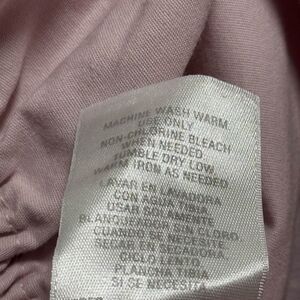 MACHINE WASH WARM
USE ONLY
NON-CHLORINE BLEACH
WHEN NEEDED
TUMBLE DRY LOW
WARM IRON AS NEEDED
LAVAR EN LAVADORA
CON AGUA TIBIA
USAR SOLAMENTE
BLANQUEADOR SIN CLORO.
CUANDO SE NECESITE
SECAR EN SECADORA
CICLO LENTO
PLANCHA TIBIA
SI SE NECESITA